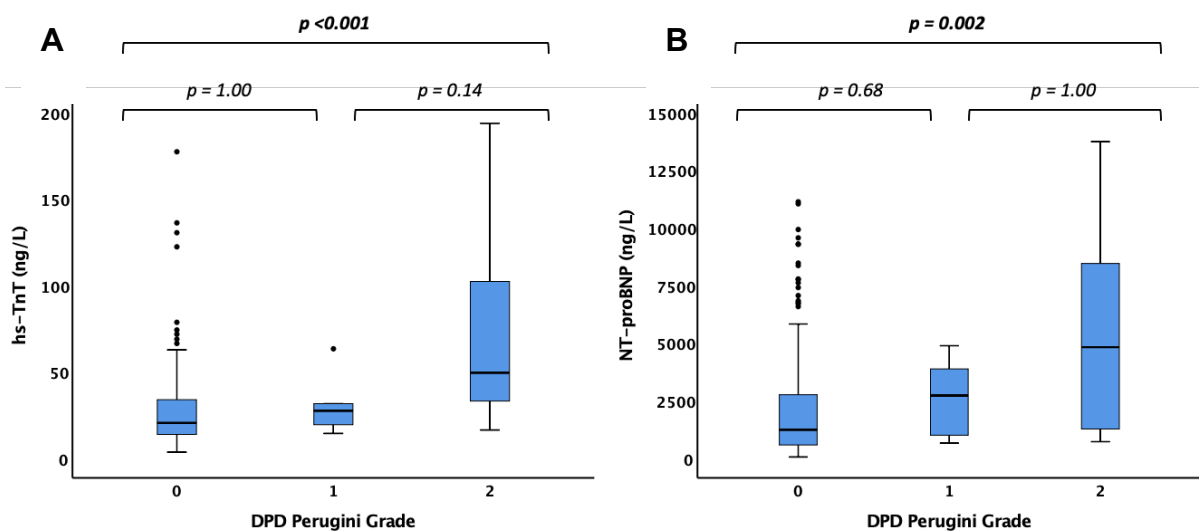 A
p <0.001
p = 1.00
p = 0.14
200
150
100
50
0
hs-TnT (ng/L)
0
1
2
DPD Perugini Grade
B
p = 0.002
p = 0.68
p = 1.00
15000
12500
10000
7500
5000
2500
0
NT-proBNP (ng/L)
0
1
2
DPD Perugini Grade